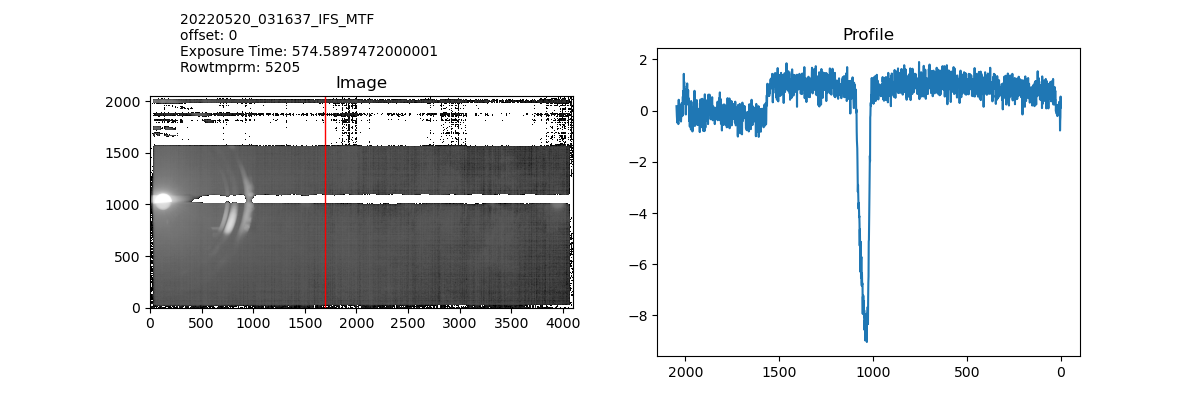 20220520_031637_IFS_MTF
offset: 0
Exposure Time: 574.5897472000001
Rowtmprm: 5205
Image
2000
1500
1000
500
0
0 500 1000 1500 2000 2500 3000 3500 4000
Profile
2
0
−2
−4
−6
−8
2000 1500 1000 500 0